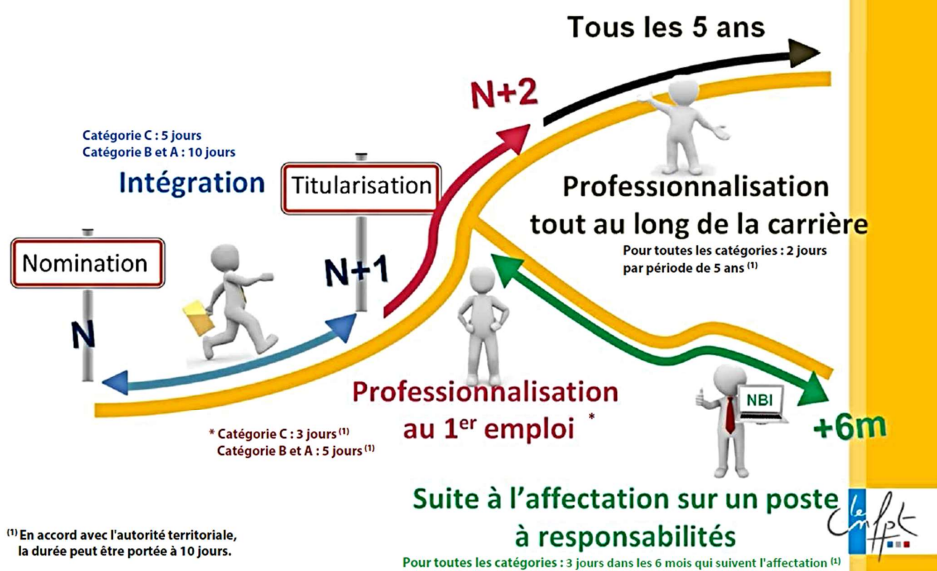 Tous les 5 ans
N+2
Catégorie C : 5 jours
Catégorie B et A : 10 jours
Intégration
Titularisation
Nomination
N
N+1
Professionnalisation
tout au long de la carrière
Pour toutes les catégories : 2 jours
par période de 5 ans (1)
Professionnalisation
au 1er emploi *
* Catégorie C : 3 jours (1)
Catégorie B et A : 5 jours (1)
NBI
+6m
Suite à l'affectation sur un poste
à responsabilités
Pour toutes les catégories : 3 jours dans les 6 mois qui suivent l'affectation (1)
(1) En accord avec l'autorité territoriale,
la durée peut être portée à 10 jours.
le cnfpt